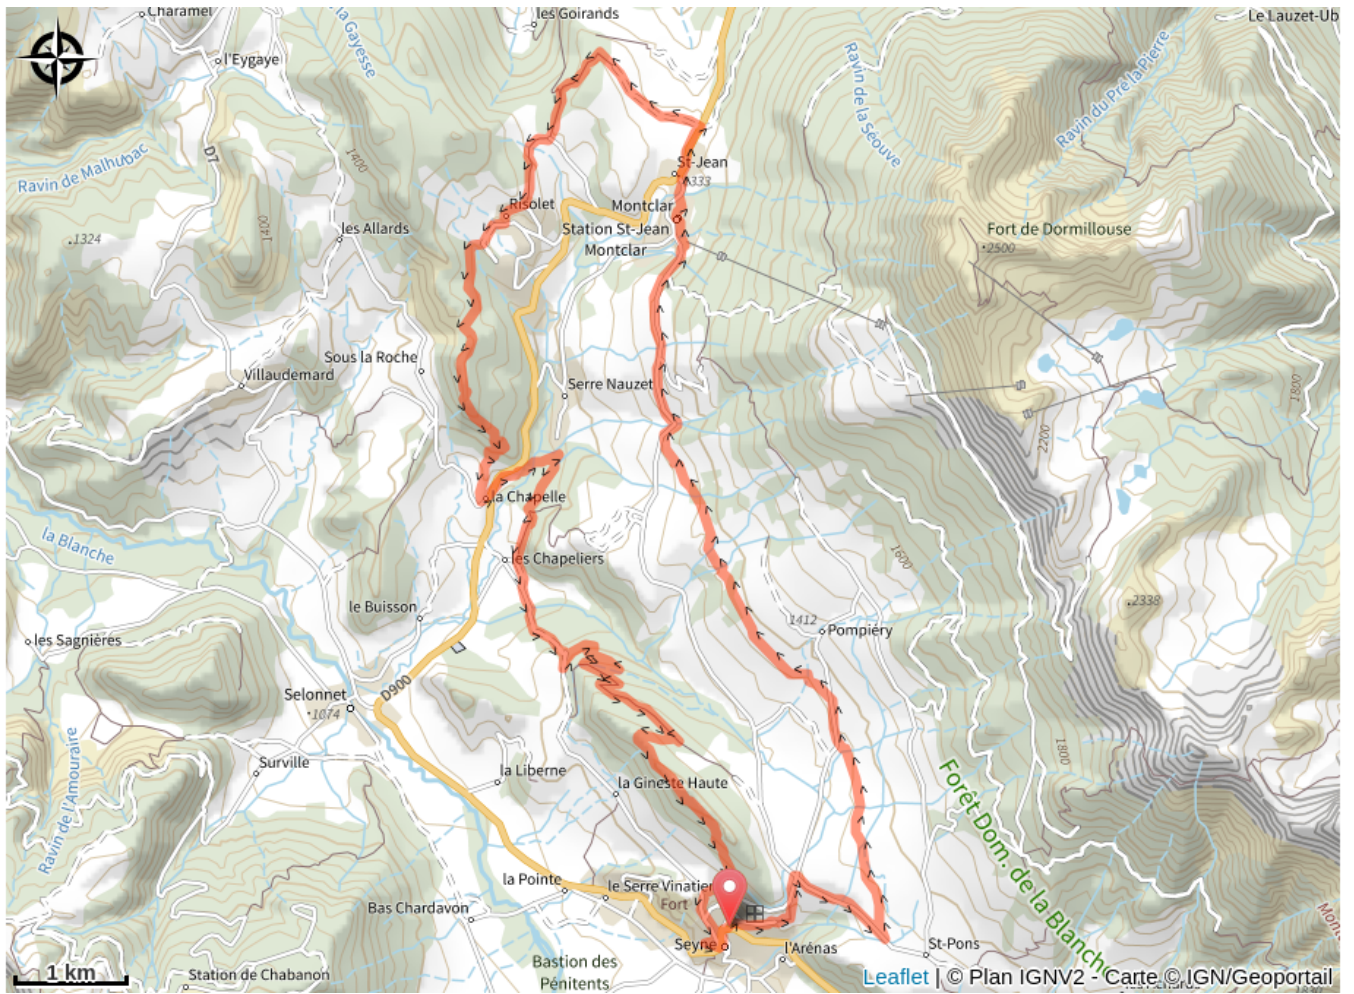 Charamel
les Goirands
Le Lauzet-Ub
la Gayesse
l'Eygaye
Ravin de la Séouve
Ravin du Pré la Pierre
D7
1400
Ravin de Malhubac
St-Jean
1333
Risolet
Montclar
1400
les Allards
1324
Station St-Jean
Montclar
Fort de Dormillouse
2500
Sous la Roche
Villaudemard
Serre Nauzet
1800
2200
la Chapelle
la Blanche
les Chapeliers
1600
le Buisson
1412
Pompiéry
2338
les Sagnières
D900
Selonnet
1074
Surville
la Liberne
la Gineste Haute
1800
Ravin de l'Amouraire
Forêt Dom. de la Blanche
la Pointe
le Serre Vinatier
Fort
Bas Chardavon
Seyne
l'Arénas
St-Pons
Bastion des
Pénitents
1 km
Station de Chabanon
Leaflet | © Plan IGNV2 - Carte © IGN/Geoportail